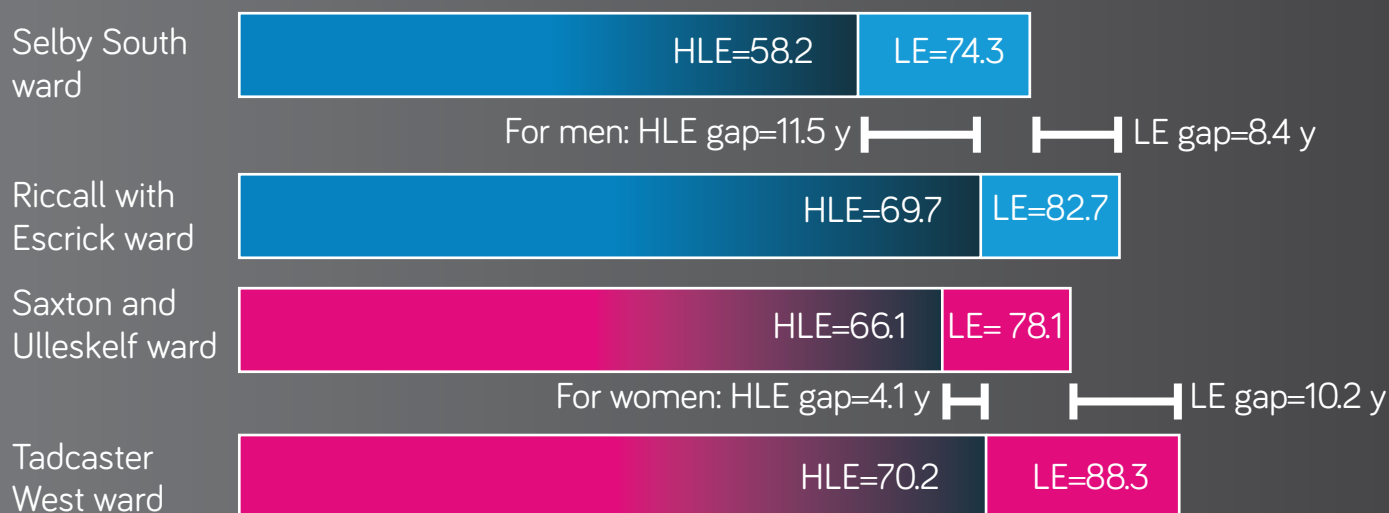 Selby South
ward
HLE=58.2
LE=74.3
For men: HLE gap=11.5 y
LE gap=8.4 y
Riccall with
Escrick ward
HLE=69.7
LE=82.7
Saxton and
Ulleskelf ward
HLE=66.1
LE= 78.1
For women: HLE gap=4.1 y
LE gap=10.2 y
Tadcaster
West ward
HLE=70.2
LE=88.3